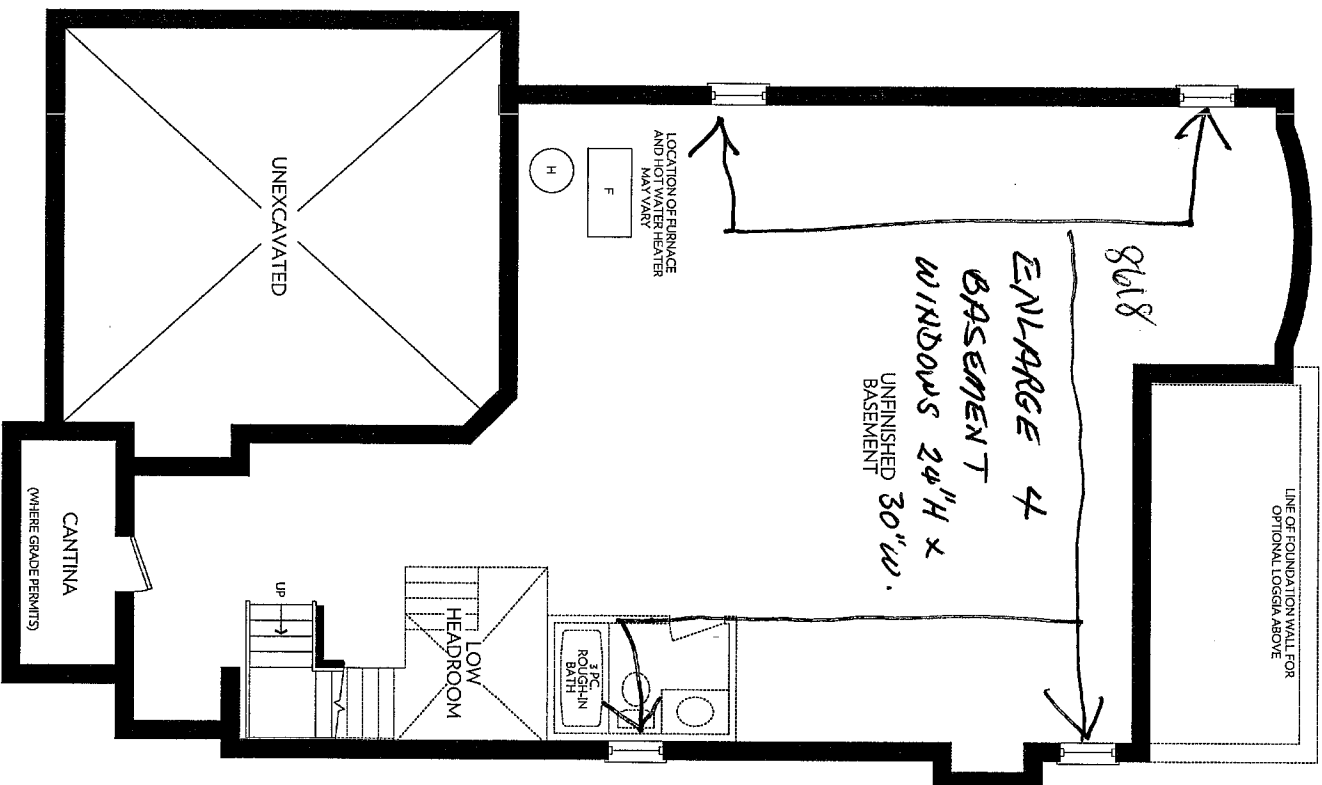 LINE OF FOUNDATION WALL FOR
OPTIONAL LOGGIA ABOVE
8618
ENLARGE 4
BASEMENT
WINDOWS 24"H x
30"W.
UNFINISHED
BASEMENT
LOCATION OF FURNACE
AND HOT WATER HEATER
MAY VARY
F
H
UNEXCAVATED
3 PC.
ROUGH-IN
BATH
LOW
HEADROOM
UP
CANTINA
(WHERE GRADE PERMITS)